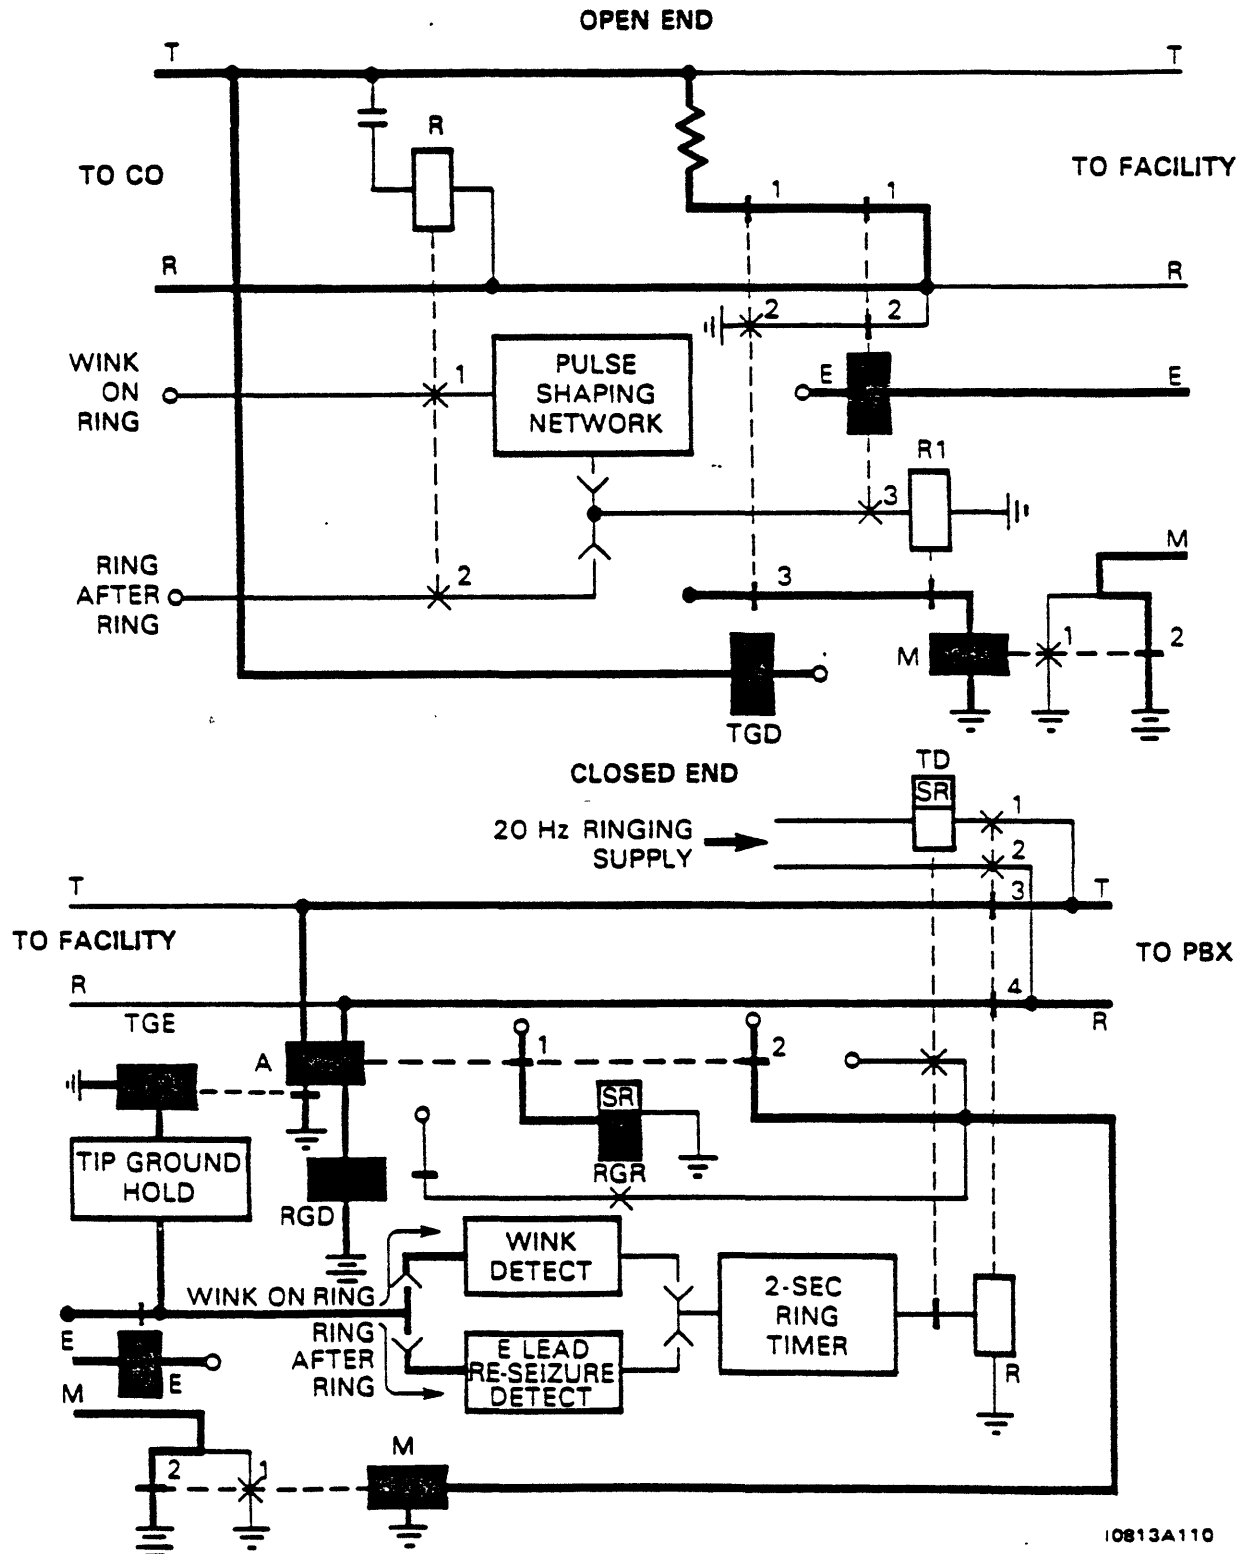 OPEN END
T
T
R
TO CO
TO FACILITY
1
1
R
R
2
2
WINK
ON
RING
1
PULSE
SHAPING
NETWORK
E
E
R1
3
M
RING
AFTER
RING
2
3
M
1
2
TGD
CLOSED END
TD
SR
1
20 Hz RINGING
SUPPLY
2
T
3
T
TO FACILITY
TO PBX
R
4
R
TGE
A
1
2
SR
TIP GROUND
HOLD
RGR
RGD
WINK
DETECT
WINK ON RING
2-SEC
RING
TIMER
RING
AFTER
RING
E
E LEAD
RE-SEIZURE
DETECT
R
E
M
M
2
1
I0813A110